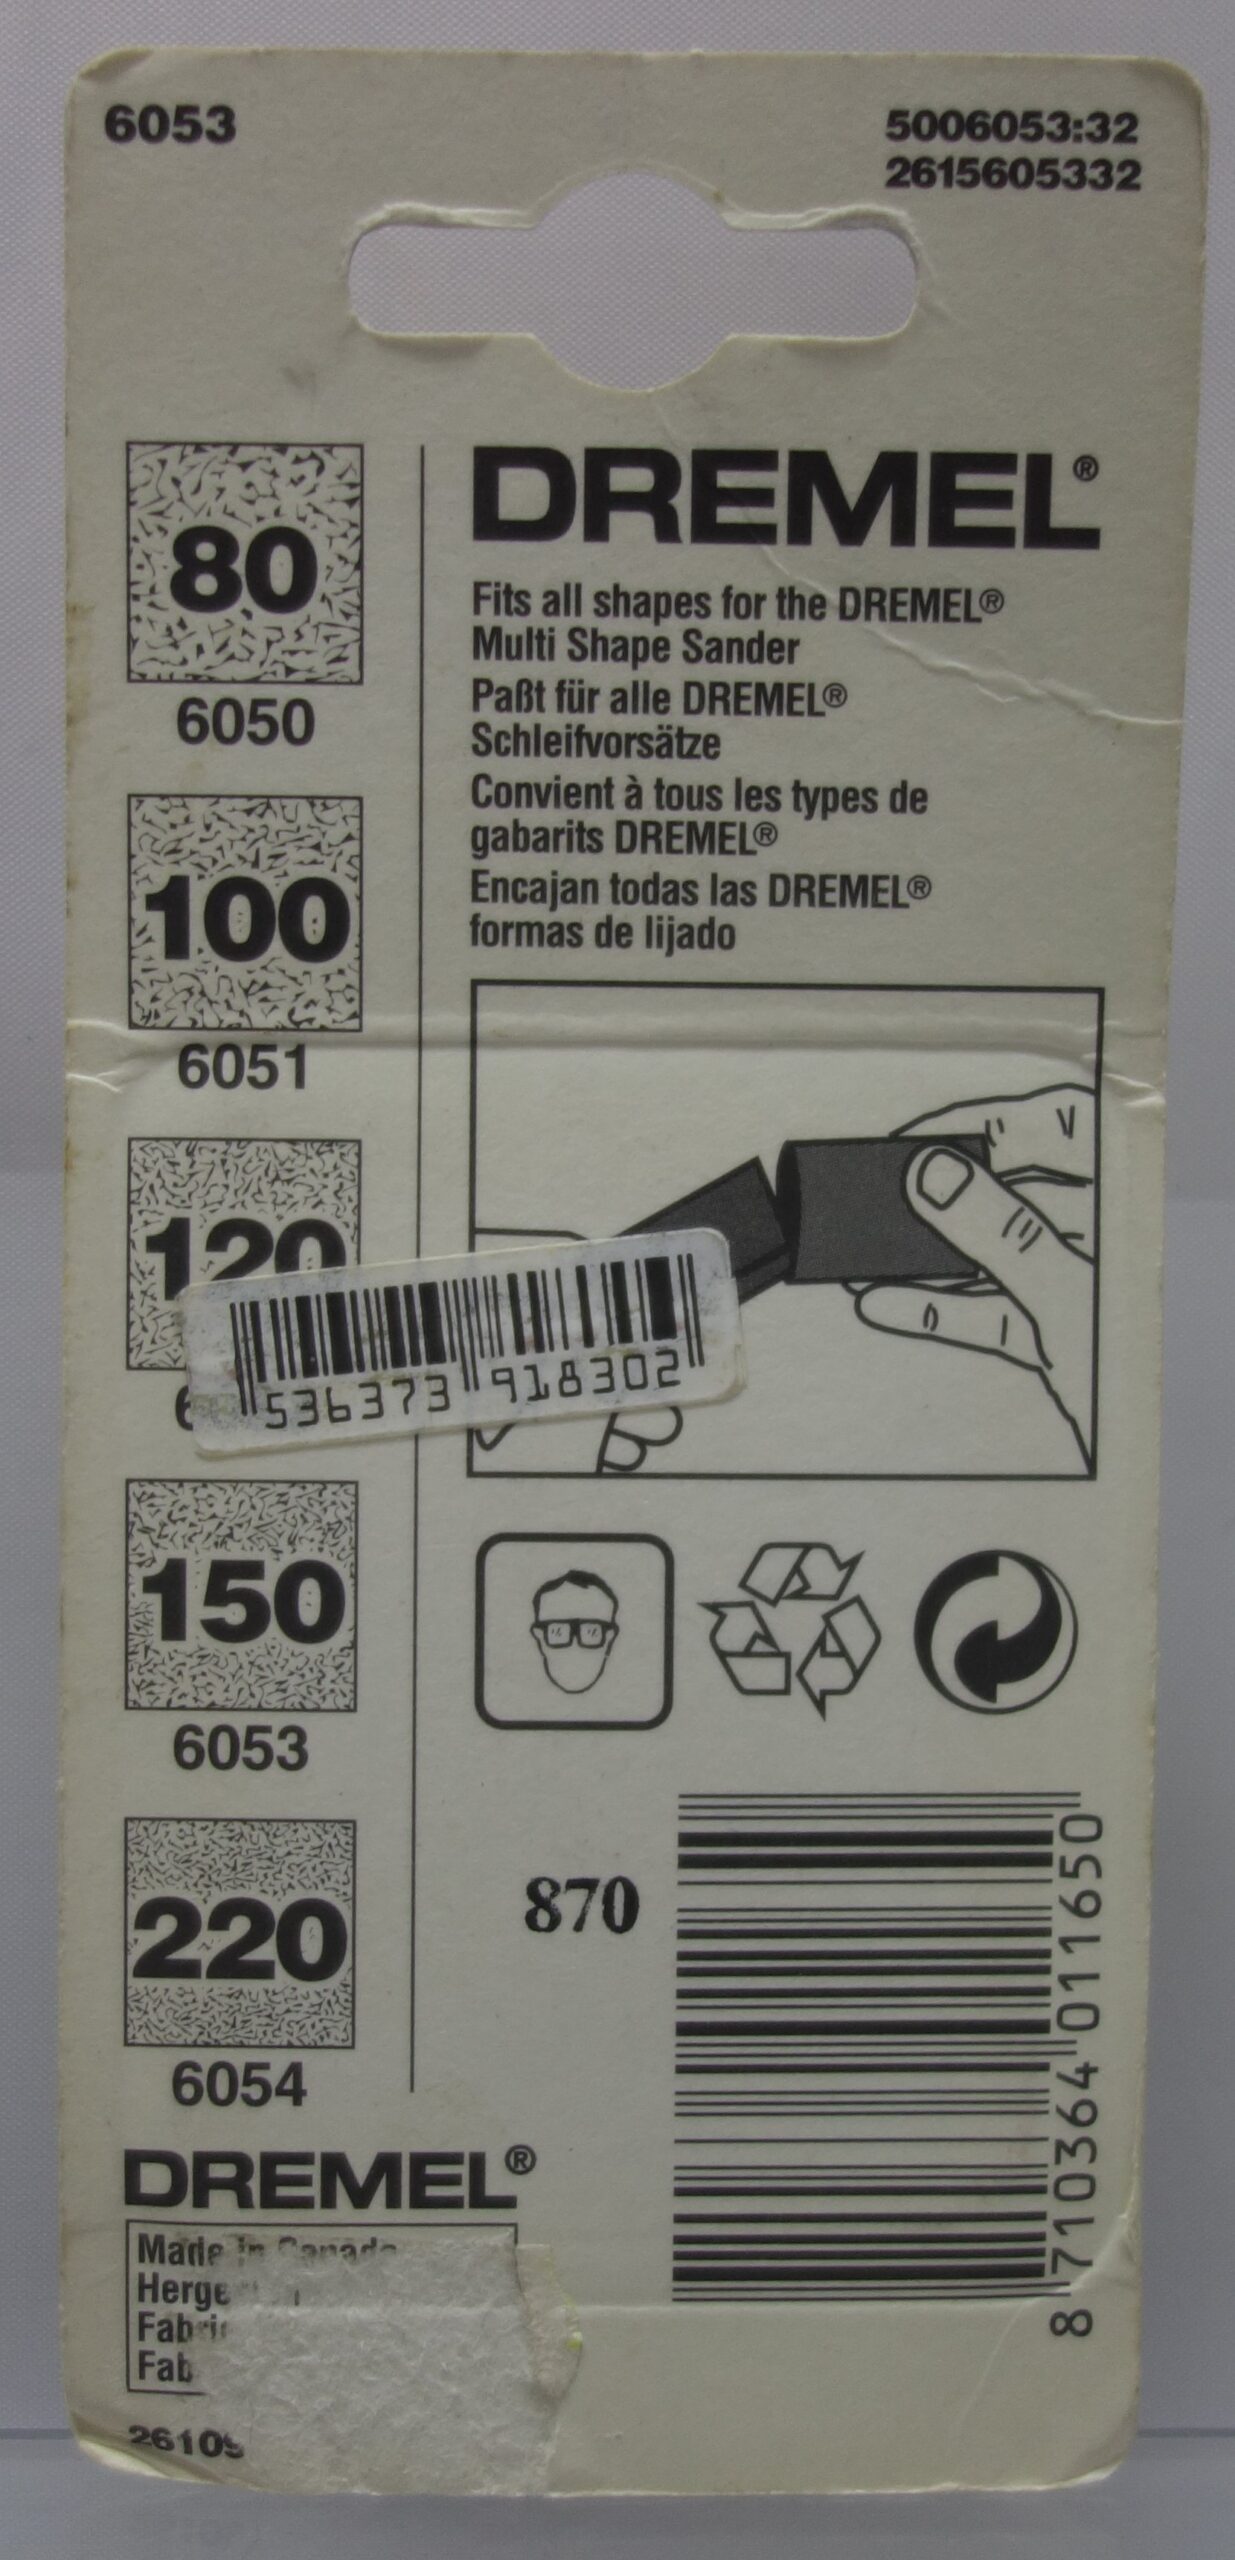 6053
5006053:32
2615605332
80
6050
100
6051
120
150
6053
220
6054
DREMEL®
Fits all shapes for the DREMEL®
Multi Shape Sander
Paßt für alle DREMEL®
Schleifvorsätze
Convient à tous les types de
gabarits DREMEL®
Encajan todas las DREMEL®
formas de lijado
536373 918302
870
8 710364 011650
DREMEL®
Made in Canada